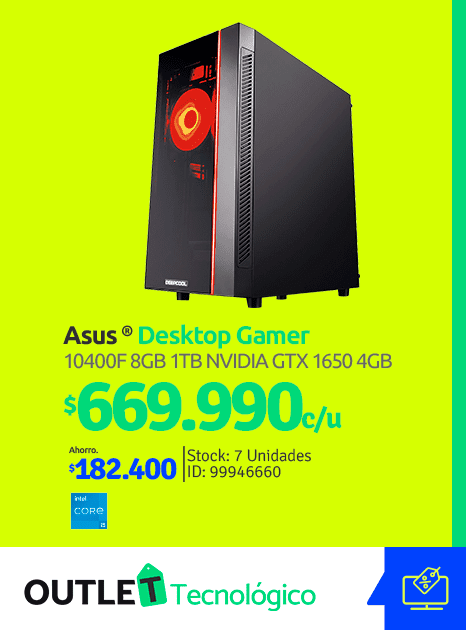 DEEPCOOL
Asus ® Desktop Gamer
10400F 8GB 1TB NVIDIA GTX 1650 4GB
$669.990c/u
Ahorro.
$182.400
Stock: 7 Unidades
ID: 99946660
intel
CORE
i5
OUTLET Tecnológico